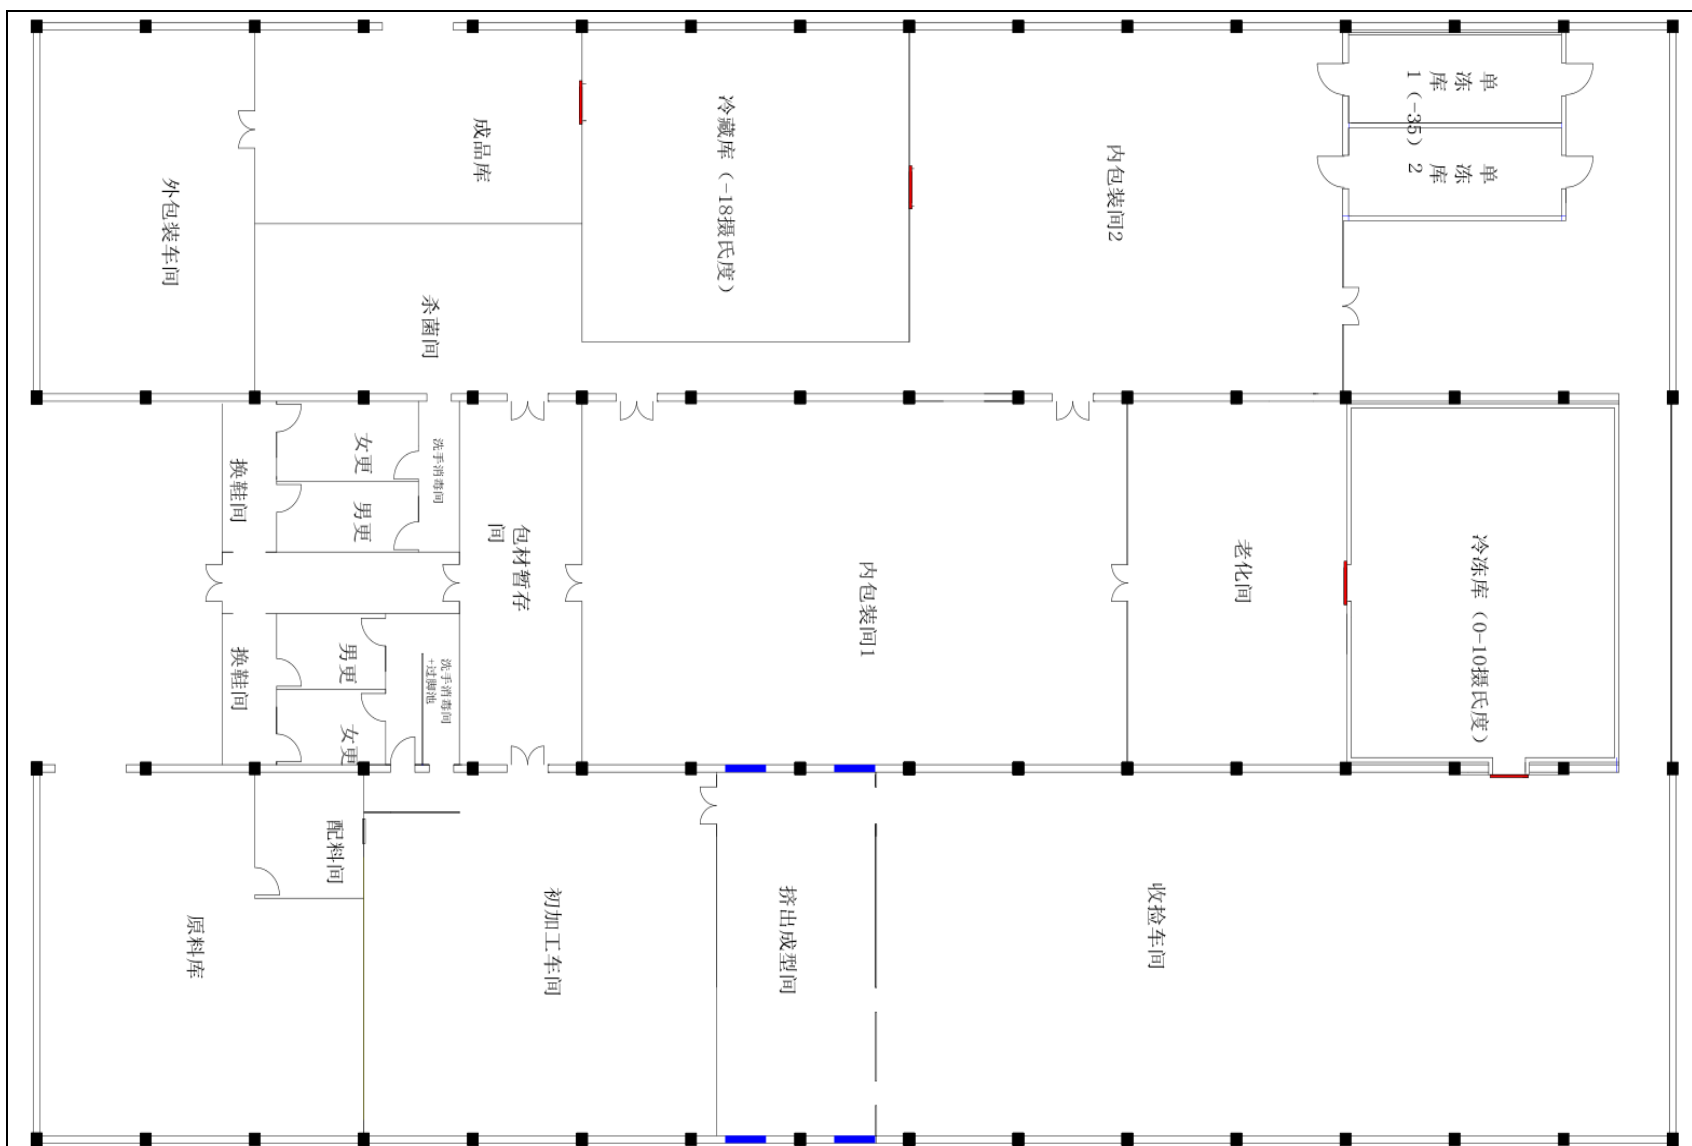 单
冻
库
1（-35）
单
冻
库
2
冷藏库（-18摄氏度）
成品库
内包装间2
外包装车间
杀菌间
女更
洗手消毒间
换鞋间
男更
包材暂存
间
内包装间1
老化间
冷冻库（0-10摄氏度）
换鞋间
男更
洗手消毒间
+过脚池
女更
配料间
原料库
初加工车间
挤出成型间
收捡车间